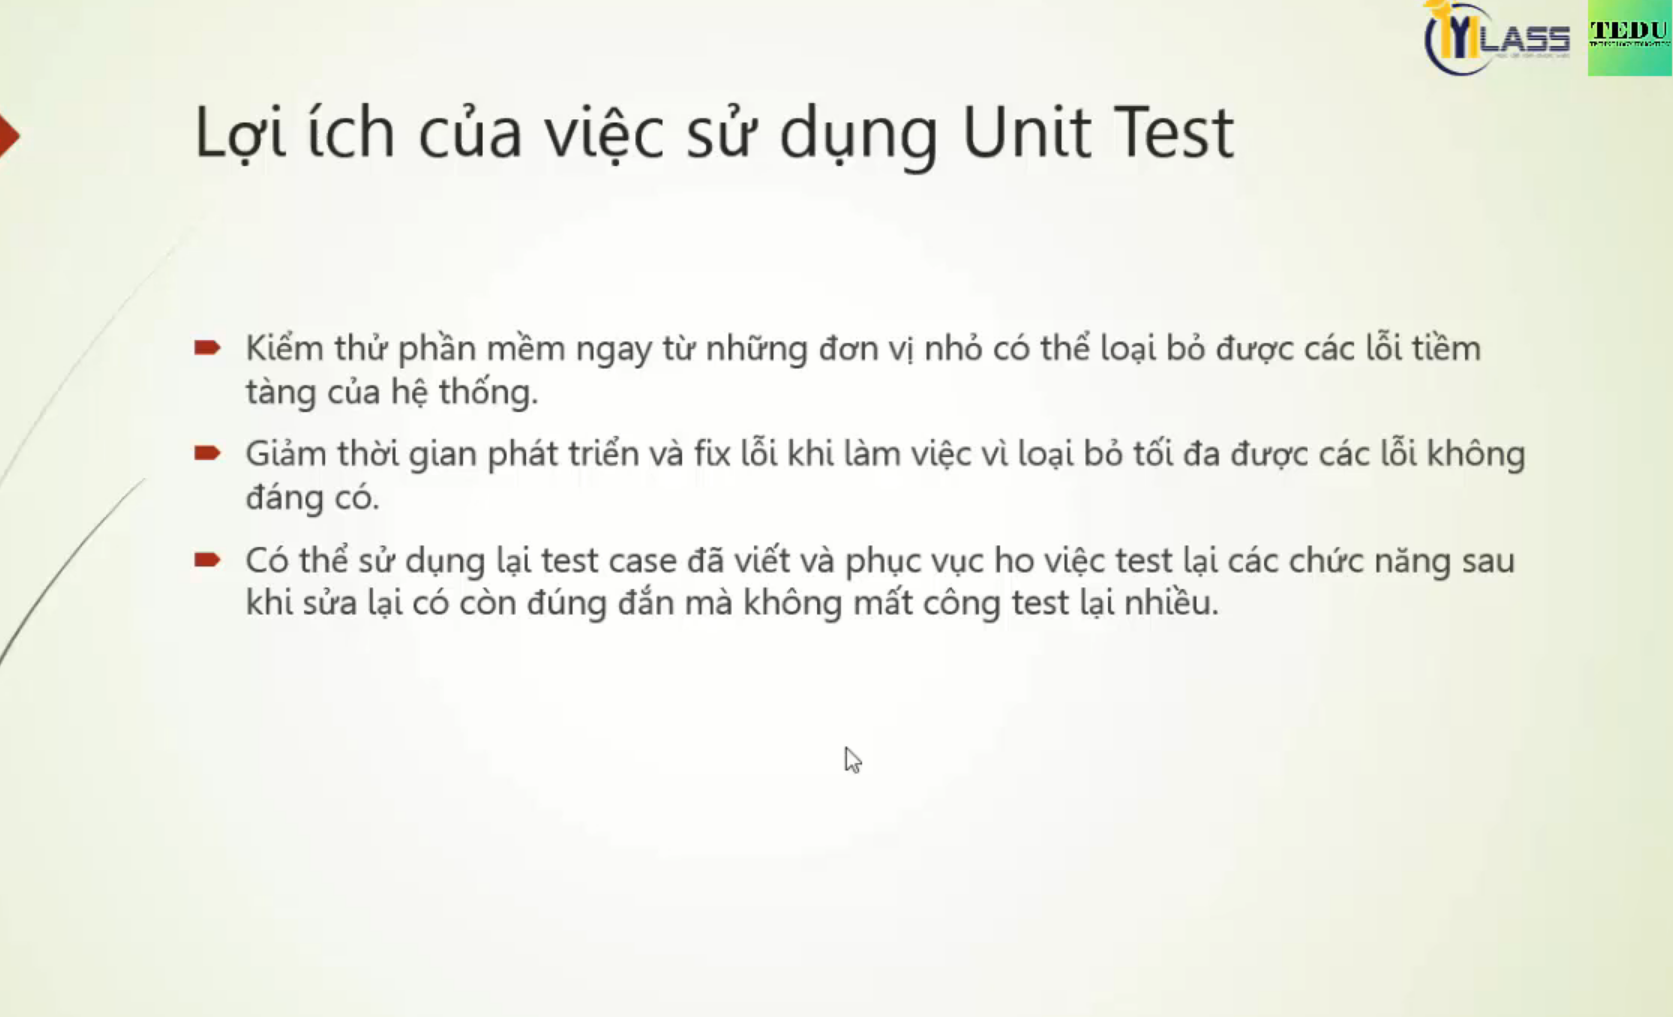 LASS
TEDU
Lợi ích của việc sử dụng Unit Test
Kiểm thử phần mềm ngay từ những đơn vị nhỏ có thể loại bỏ được các lỗi tiềm
tàng của hệ thống.
Giảm thời gian phát triển và fix lỗi khi làm việc vì loại bỏ tối đa được các lỗi không
đáng có.
Có thể sử dụng lại test case đã viết và phục vục ho việc test lại các chức năng sau
khi sửa lại có còn đúng đắn mà không mất công test lại nhiều.